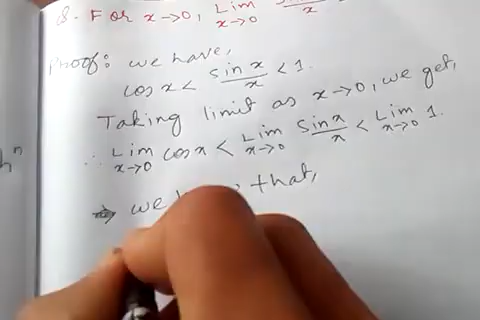 8. For x→0, Lim x→0 sin x/x
Proof: we have,
cos x < sin x/x < 1.
Taking limit as x→0, we get,
∴ Lim x→0 cos x < Lim x→0 sin x/x < Lim x→0 1.
⇒ we that,